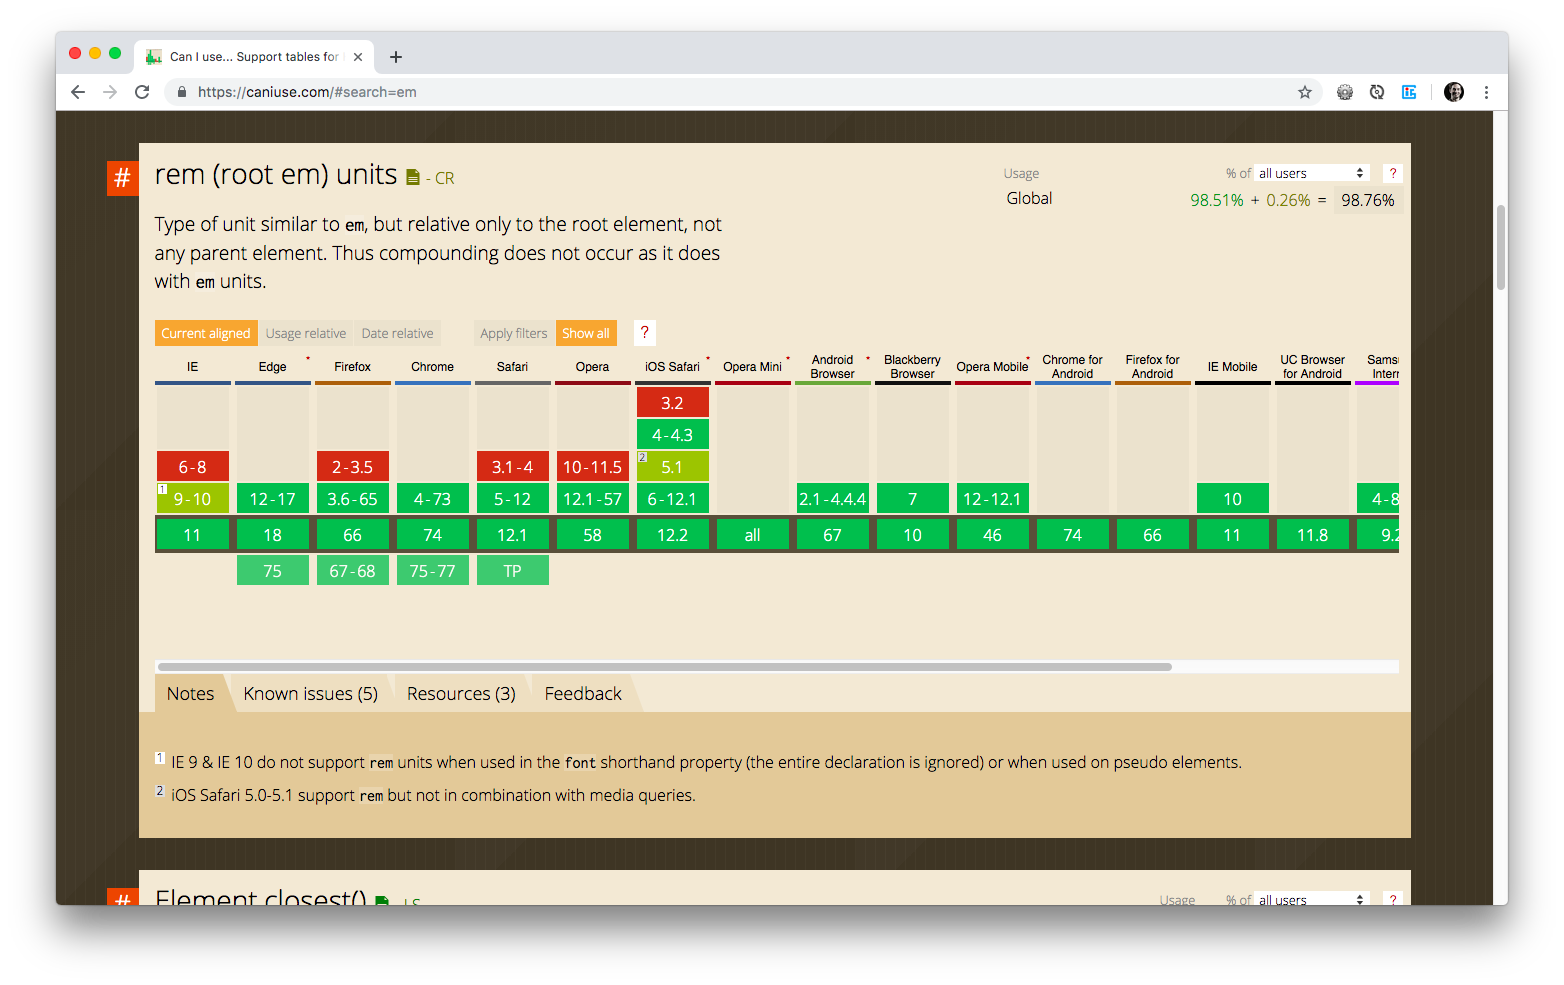 Can I use... Support tables for
https://caniuse.com/#search=em
# rem (root em) units - CR
Usage % of all users ?
Global 98.51% + 0.26% = 98.76%
Type of unit similar to em, but relative only to the root element, not
any parent element. Thus compounding does not occur as it does
with em units.
Current aligned Usage relative Date relative Apply filters Show all ?
IE Edge * Firefox Chrome Safari Opera iOS Safari * Opera Mini * Android Browser * Blackberry Browser Opera Mobile * Chrome for Android Firefox for Android IE Mobile UC Browser for Android Sams Intern
3.2
4-4.3
6-8 2-3.5 3.1-4 10-11.5 2 5.1
1 9-10 12-17 3.6-65 4-73 5-12 12.1-57 6-12.1 2.1-4.4.4 7 12-12.1 10 4-8
11 18 66 74 12.1 58 12.2 all 67 10 46 74 66 11 11.8 9.2
75 67-68 75-77 TP
Notes Known issues (5) Resources (3) Feedback
1 IE 9 & IE 10 do not support rem units when used in the font shorthand property (the entire declaration is ignored) or when used on pseudo elements.
2 iOS Safari 5.0-5.1 support rem but not in combination with media queries.
# Element.closest() - LS
Usage % of all users ?